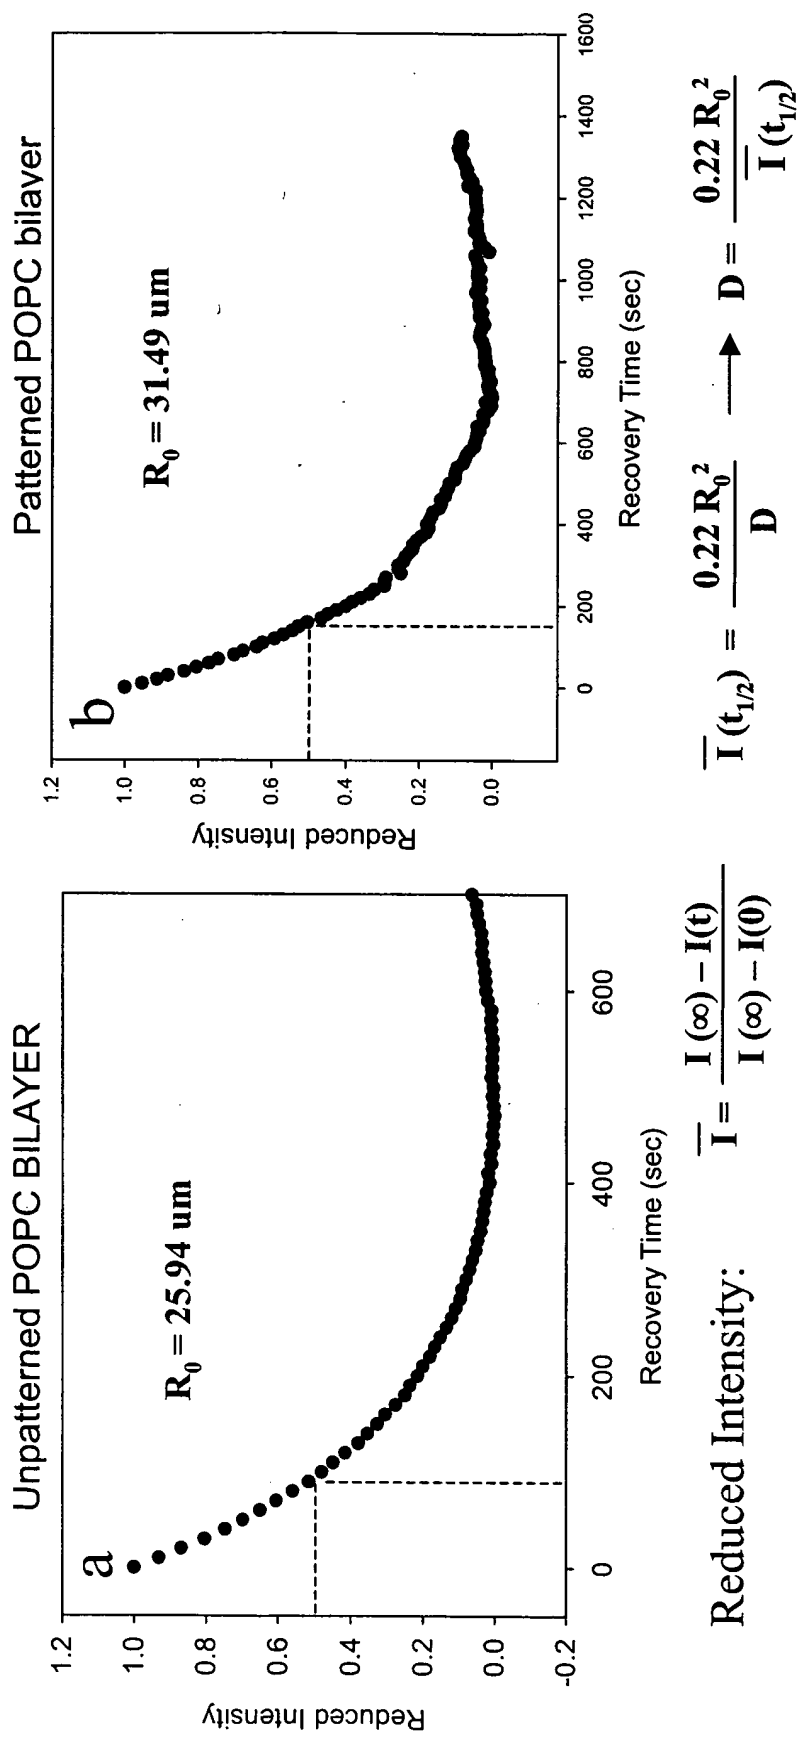 Unpatterned POPC BILAYER
a
R₀ = 25.94 um
Reduced Intensity
1.2
1.0
0.8
0.6
0.4
0.2
0.0
-0.2
0
200
400
600
Recovery Time (sec)
Patterned POPC bilayer
b
R₀ = 31.49 um
Reduced Intensity
1.2
1.0
0.8
0.6
0.4
0.2
0.0
0
200
400
600
800
1000
1200
1400
1600
Recovery Time (sec)
Reduced Intensity: Ī = I (∞) – I(t) / I (∞) – I(0)
Ī (t₁/₂) = 0.22 R₀² / D → D = 0.22 R₀² / Ī (t₁/₂)